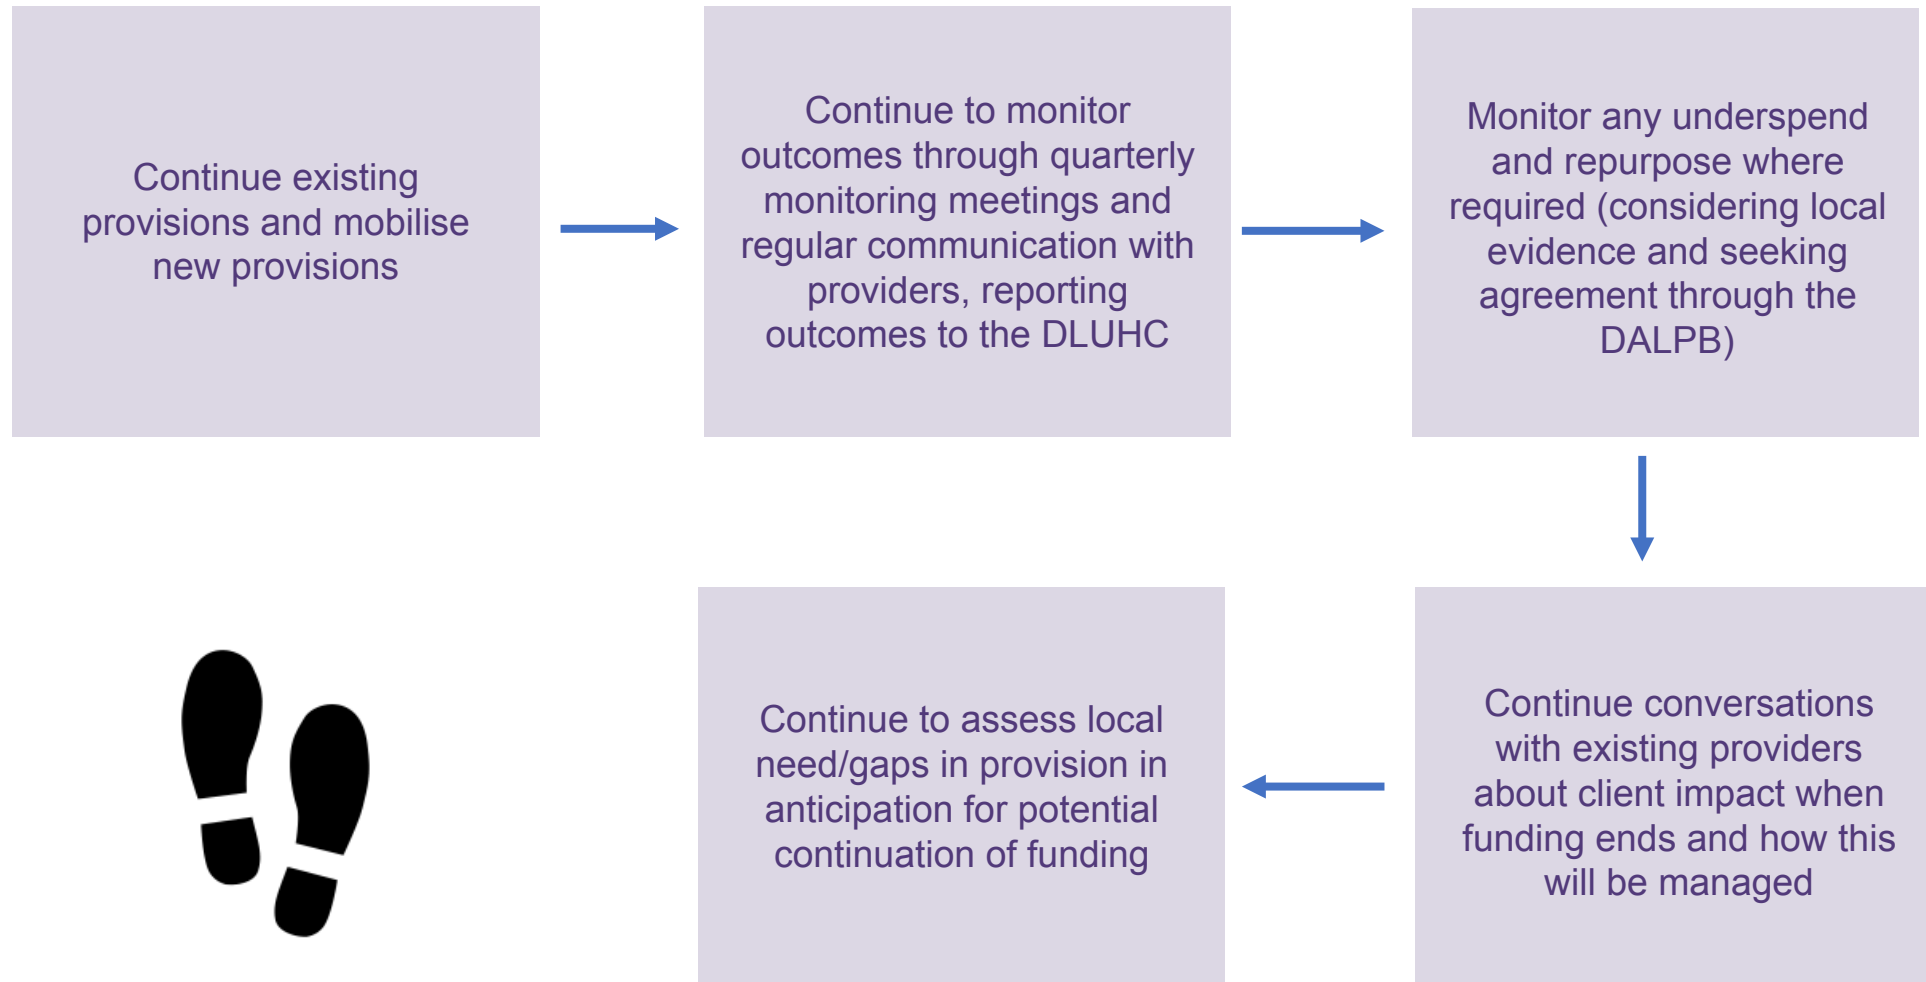 Continue existing
provisions and mobilise
new provisions
Continue to monitor
outcomes through quarterly
monitoring meetings and
regular communication with
providers, reporting
outcomes to the DLUHC
Monitor any underspend
and repurpose where
required (considering local
evidence and seeking
agreement through the
DALPB)
Continue conversations
with existing providers
about client impact when
funding ends and how this
will be managed
Continue to assess local
need/gaps in provision in
anticipation for potential
continuation of funding